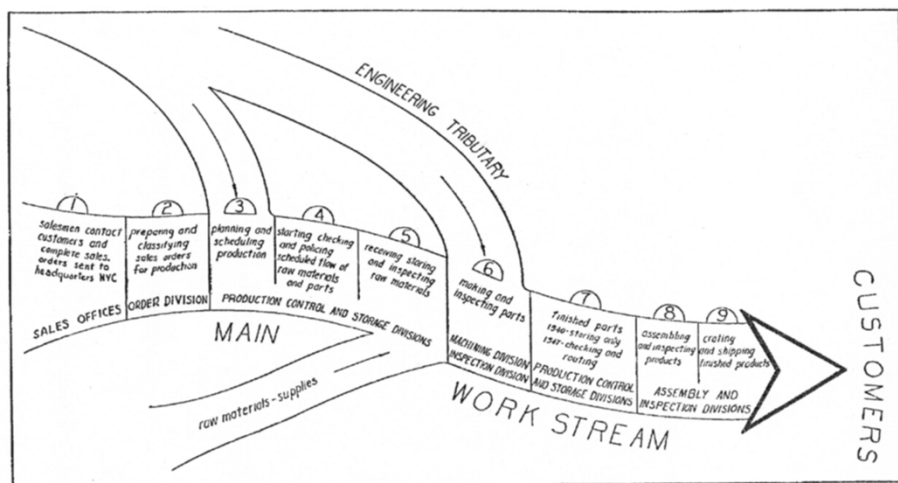 ENGINEERING TRIBUTARY
1
salesmen contact
customers and
complete sales.
orders sent to
headquarters NYC
SALES OFFICES
2
preparing and
classifying
sales orders
for production
ORDER DIVISION
3
planning and
scheduling
production
4
starting checking
and policing
scheduled flow of
raw materials
and parts
5
receiving storing
and inspecting
raw materials
PRODUCTION CONTROL AND STORAGE DIVISIONS
6
making and
inspecting parts
MACHINING DIVISION
INSPECTION DIVISION
7
finished parts
1946-storing only
1947-checking and
routing
PRODUCTION CONTROL
AND STORAGE DIVISIONS
8
assembling
and inspecting
products
9
crating
and shipping
finished products
ASSEMBLY AND
INSPECTION DIVISIONS
MAIN
WORK STREAM
raw materials-supplies
CUSTOMERS